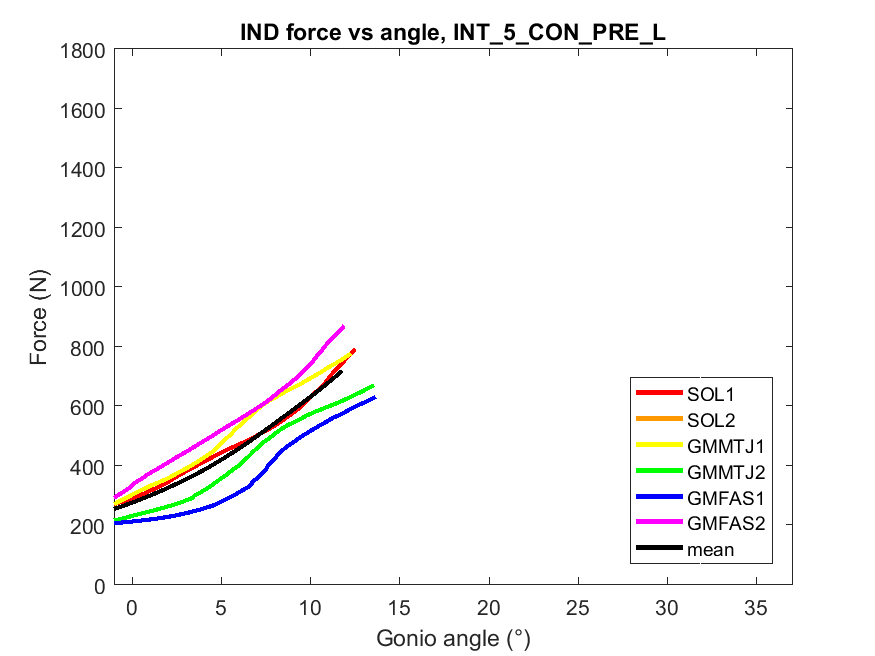 IND force vs angle, INT_5_CON_PRE_L
1800
1600
1400
1200
1000
800
600
400
200
0
Force (N)
0 5 10 15 20 25 30 35
Gonio angle (°)
SOL1
SOL2
GMMTJ1
GMMTJ2
GMFAS1
GMFAS2
mean